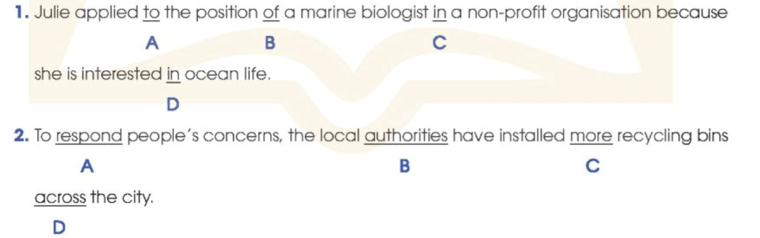 1. Julie applied to the position of a marine biologist in a non-profit organisation because
A B C
she is interested in ocean life.
D
2. To respond people's concerns, the local authorities have installed more recycling bins
A B C
across the city.
D